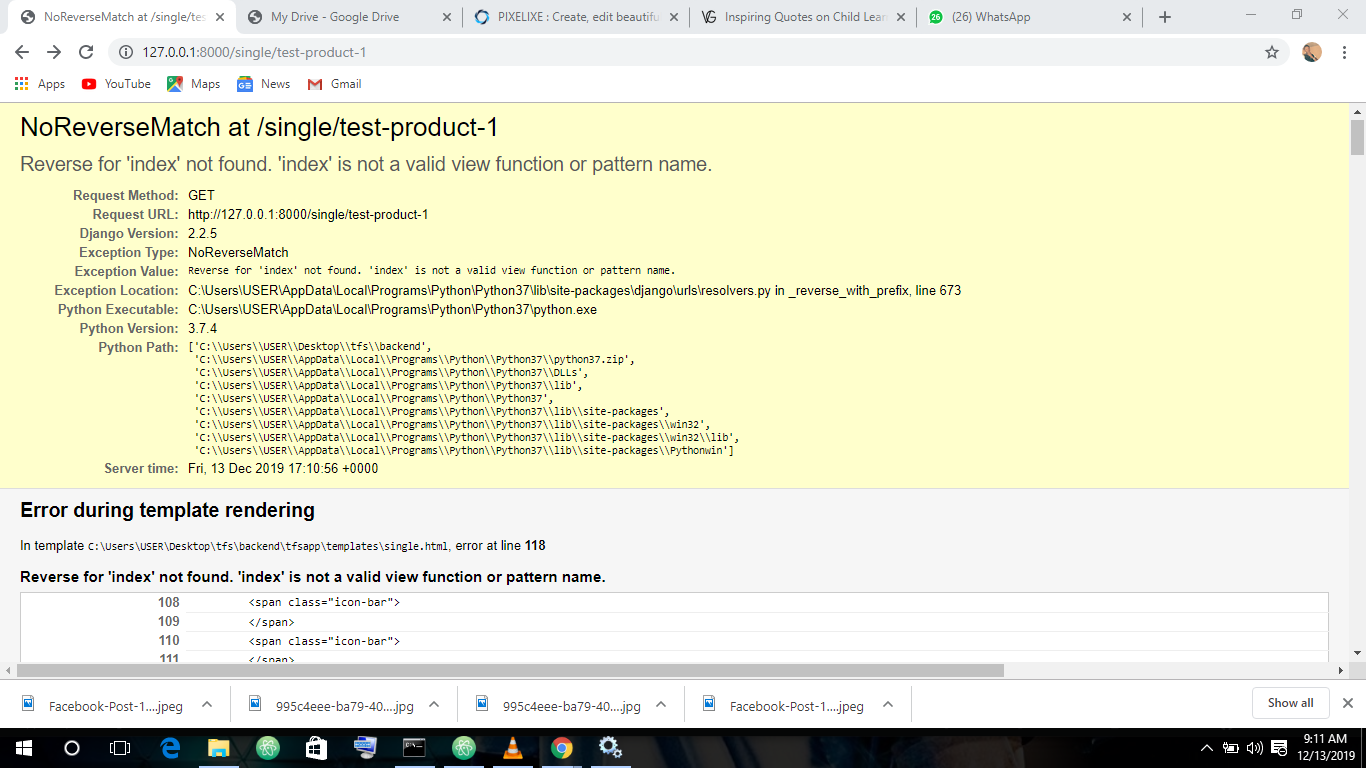 NoReverseMatch at /single/tes
My Drive - Google Drive
PIXELIXE : Create, edit beautifu
VG Inspiring Quotes on Child Lear
26 (26) WhatsApp
127.0.0.1:8000/single/test-product-1
Apps YouTube Maps GE News Gmail
NoReverseMatch at /single/test-product-1
Reverse for 'index' not found. 'index' is not a valid view function or pattern name.
Request Method: GET
Request URL: http://127.0.0.1:8000/single/test-product-1
Django Version: 2.2.5
Exception Type: NoReverseMatch
Exception Value: Reverse for 'index' not found. 'index' is not a valid view function or pattern name.
Exception Location: C:\Users\USER\AppData\Local\Programs\Python\Python37\lib\site-packages\django\urls\resolvers.py in _reverse_with_prefix, line 673
Python Executable: C:\Users\USER\AppData\Local\Programs\Python\Python37\python.exe
Python Version: 3.7.4
Python Path: ['C:\\Users\\USER\\Desktop\\tfs\\backend',
'C:\\Users\\USER\\AppData\\Local\\Programs\\Python\\Python37\\python37.zip',
'C:\\Users\\USER\\AppData\\Local\\Programs\\Python\\Python37\\DLLs',
'C:\\Users\\USER\\AppData\\Local\\Programs\\Python\\Python37\\lib',
'C:\\Users\\USER\\AppData\\Local\\Programs\\Python\\Python37',
'C:\\Users\\USER\\AppData\\Local\\Programs\\Python\\Python37\\lib\\site-packages',
'C:\\Users\\USER\\AppData\\Local\\Programs\\Python\\Python37\\lib\\site-packages\\win32',
'C:\\Users\\USER\\AppData\\Local\\Programs\\Python\\Python37\\lib\\site-packages\\win32\\lib',
'C:\\Users\\USER\\AppData\\Local\\Programs\\Python\\Python37\\lib\\site-packages\\Pythonwin']
Server time: Fri, 13 Dec 2019 17:10:56 +0000
Error during template rendering
In template C:\Users\USER\Desktop\tfs\backend\tfsapp\templates\single.html, error at line 118
Reverse for 'index' not found. 'index' is not a valid view function or pattern name.
108 <span class="icon-bar">
109 </span>
110 <span class="icon-bar">
111 </span>
Facebook-Post-1....jpeg
995c4eee-ba79-40....jpg
995c4eee-ba79-40....jpg
Facebook-Post-1....jpeg
Show all
9:11 AM
12/13/2019